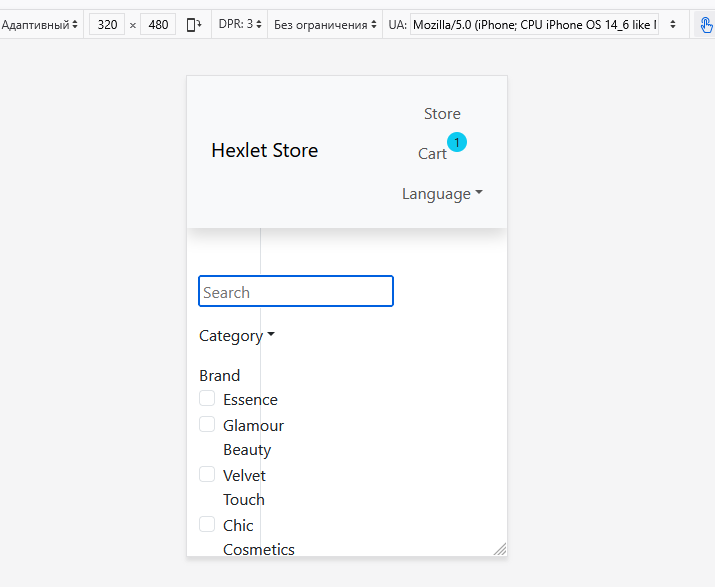 Адаптивный 320 × 480 DPR: 3 Без ограничения UA: Mozilla/5.0 (iPhone; CPU iPhone OS 14_6 like
Store
Hexlet Store
Cart 1
Language
Search
Category
Brand
Essence
Glamour
Beauty
Velvet
Touch
Chic
Cosmetics